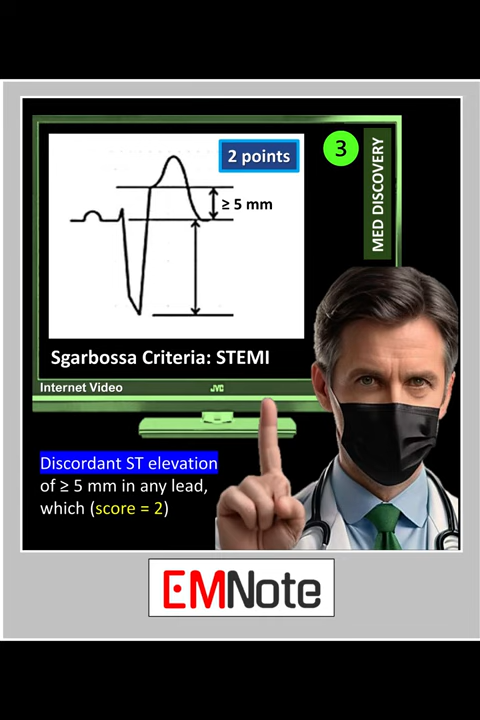 2 points
3
MED DISCOVERY
≥ 5 mm
Sgarbossa Criteria: STEMI
Internet Video
JVC
Discordant ST elevation
of ≥ 5 mm in any lead,
which (score = 2)
EMNote